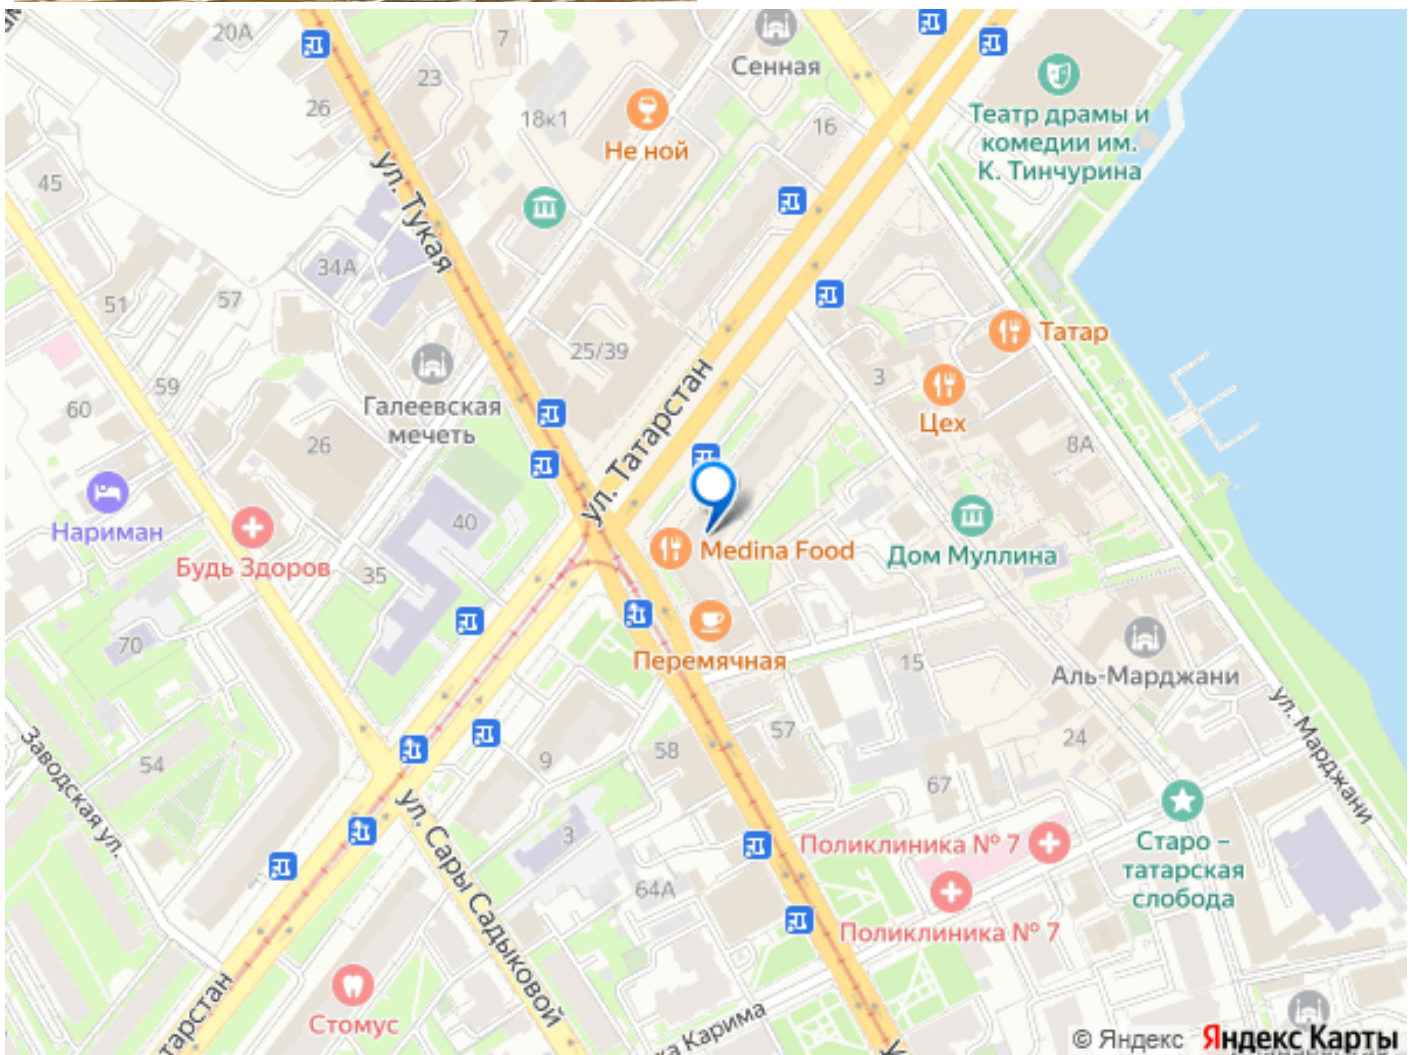 20А
7
Сенная
23
26
18к1
Не ной
16
Театр драмы и
комедии им.
К. Тинчурина
45
ул. Тукая
34А
51
57
25/39
Татар
59
3
Цех
60
Галеевская
мечеть
26
ул. Татарстан
8А
Нариман
40
Будь Здоров
35
Medina Food
Дом Муллина
70
Перемячная
15
Аль-Марджани
ул. Марджани
57
58
24
9
54
67
Заводская ул.
3
Поликлиника № 7
Старо –
татарская
слобода
ул. Сары Садыковой
64А
Поликлиника № 7
тарстан
Стомус
ха Карима
У
© Яндекс Яндекс Карты